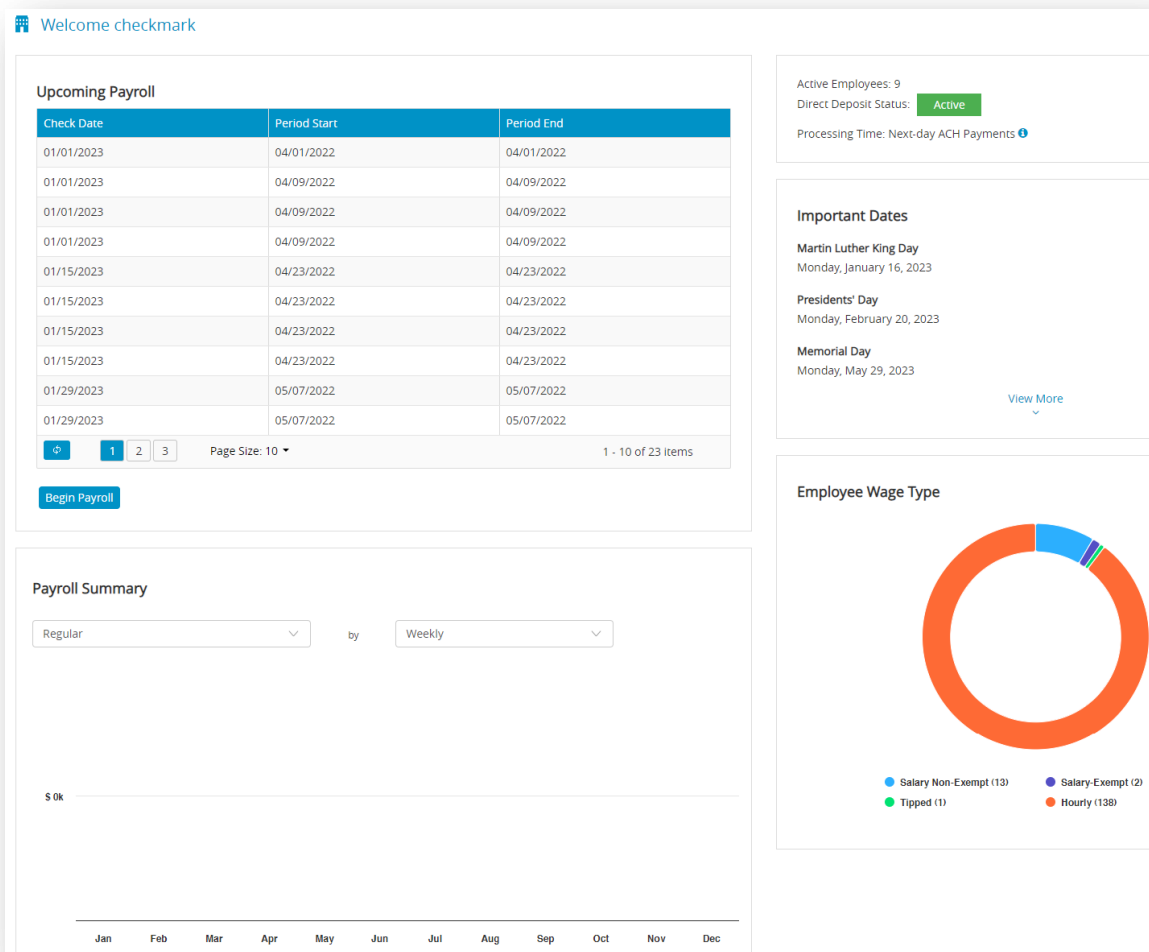 Welcome checkmark
Upcoming Payroll
Check Date Period Start Period End
01/01/2023 04/01/2022 04/01/2022
01/01/2023 04/09/2022 04/09/2022
01/01/2023 04/09/2022 04/09/2022
01/01/2023 04/09/2022 04/09/2022
01/15/2023 04/23/2022 04/23/2022
01/15/2023 04/23/2022 04/23/2022
01/15/2023 04/23/2022 04/23/2022
01/15/2023 04/23/2022 04/23/2022
01/29/2023 05/07/2022 05/07/2022
01/29/2023 05/07/2022 05/07/2022
1 2 3 Page Size: 10 1 - 10 of 23 items
Begin Payroll
Payroll Summary
Regular by Weekly
$ 0k
Jan Feb Mar Apr May Jun Jul Aug Sep Oct Nov Dec
Active Employees: 9
Direct Deposit Status: Active
Processing Time: Next-day ACH Payments
Important Dates
Martin Luther King Day
Monday, January 16, 2023
Presidents' Day
Monday, February 20, 2023
Memorial Day
Monday, May 29, 2023
View More
Employee Wage Type
Salary Non-Exempt (13) Salary-Exempt (2)
Tipped (1) Hourly (138)